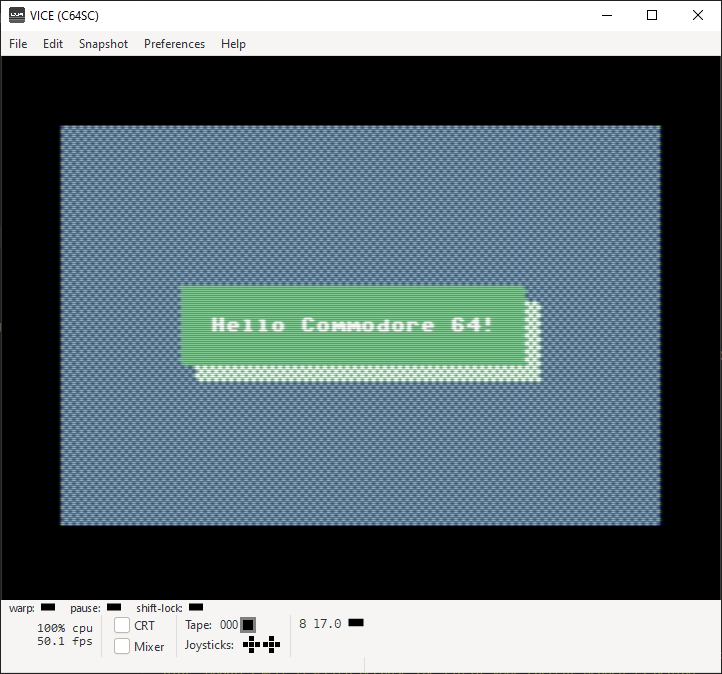 VICE (C64SC)
File Edit Snapshot Preferences Help
Hello Commodore 64!
warp: pause: shift-lock:
100% cpu
50.1 fps
CRT
Mixer
Tape: 000
Joysticks:
8 17.0